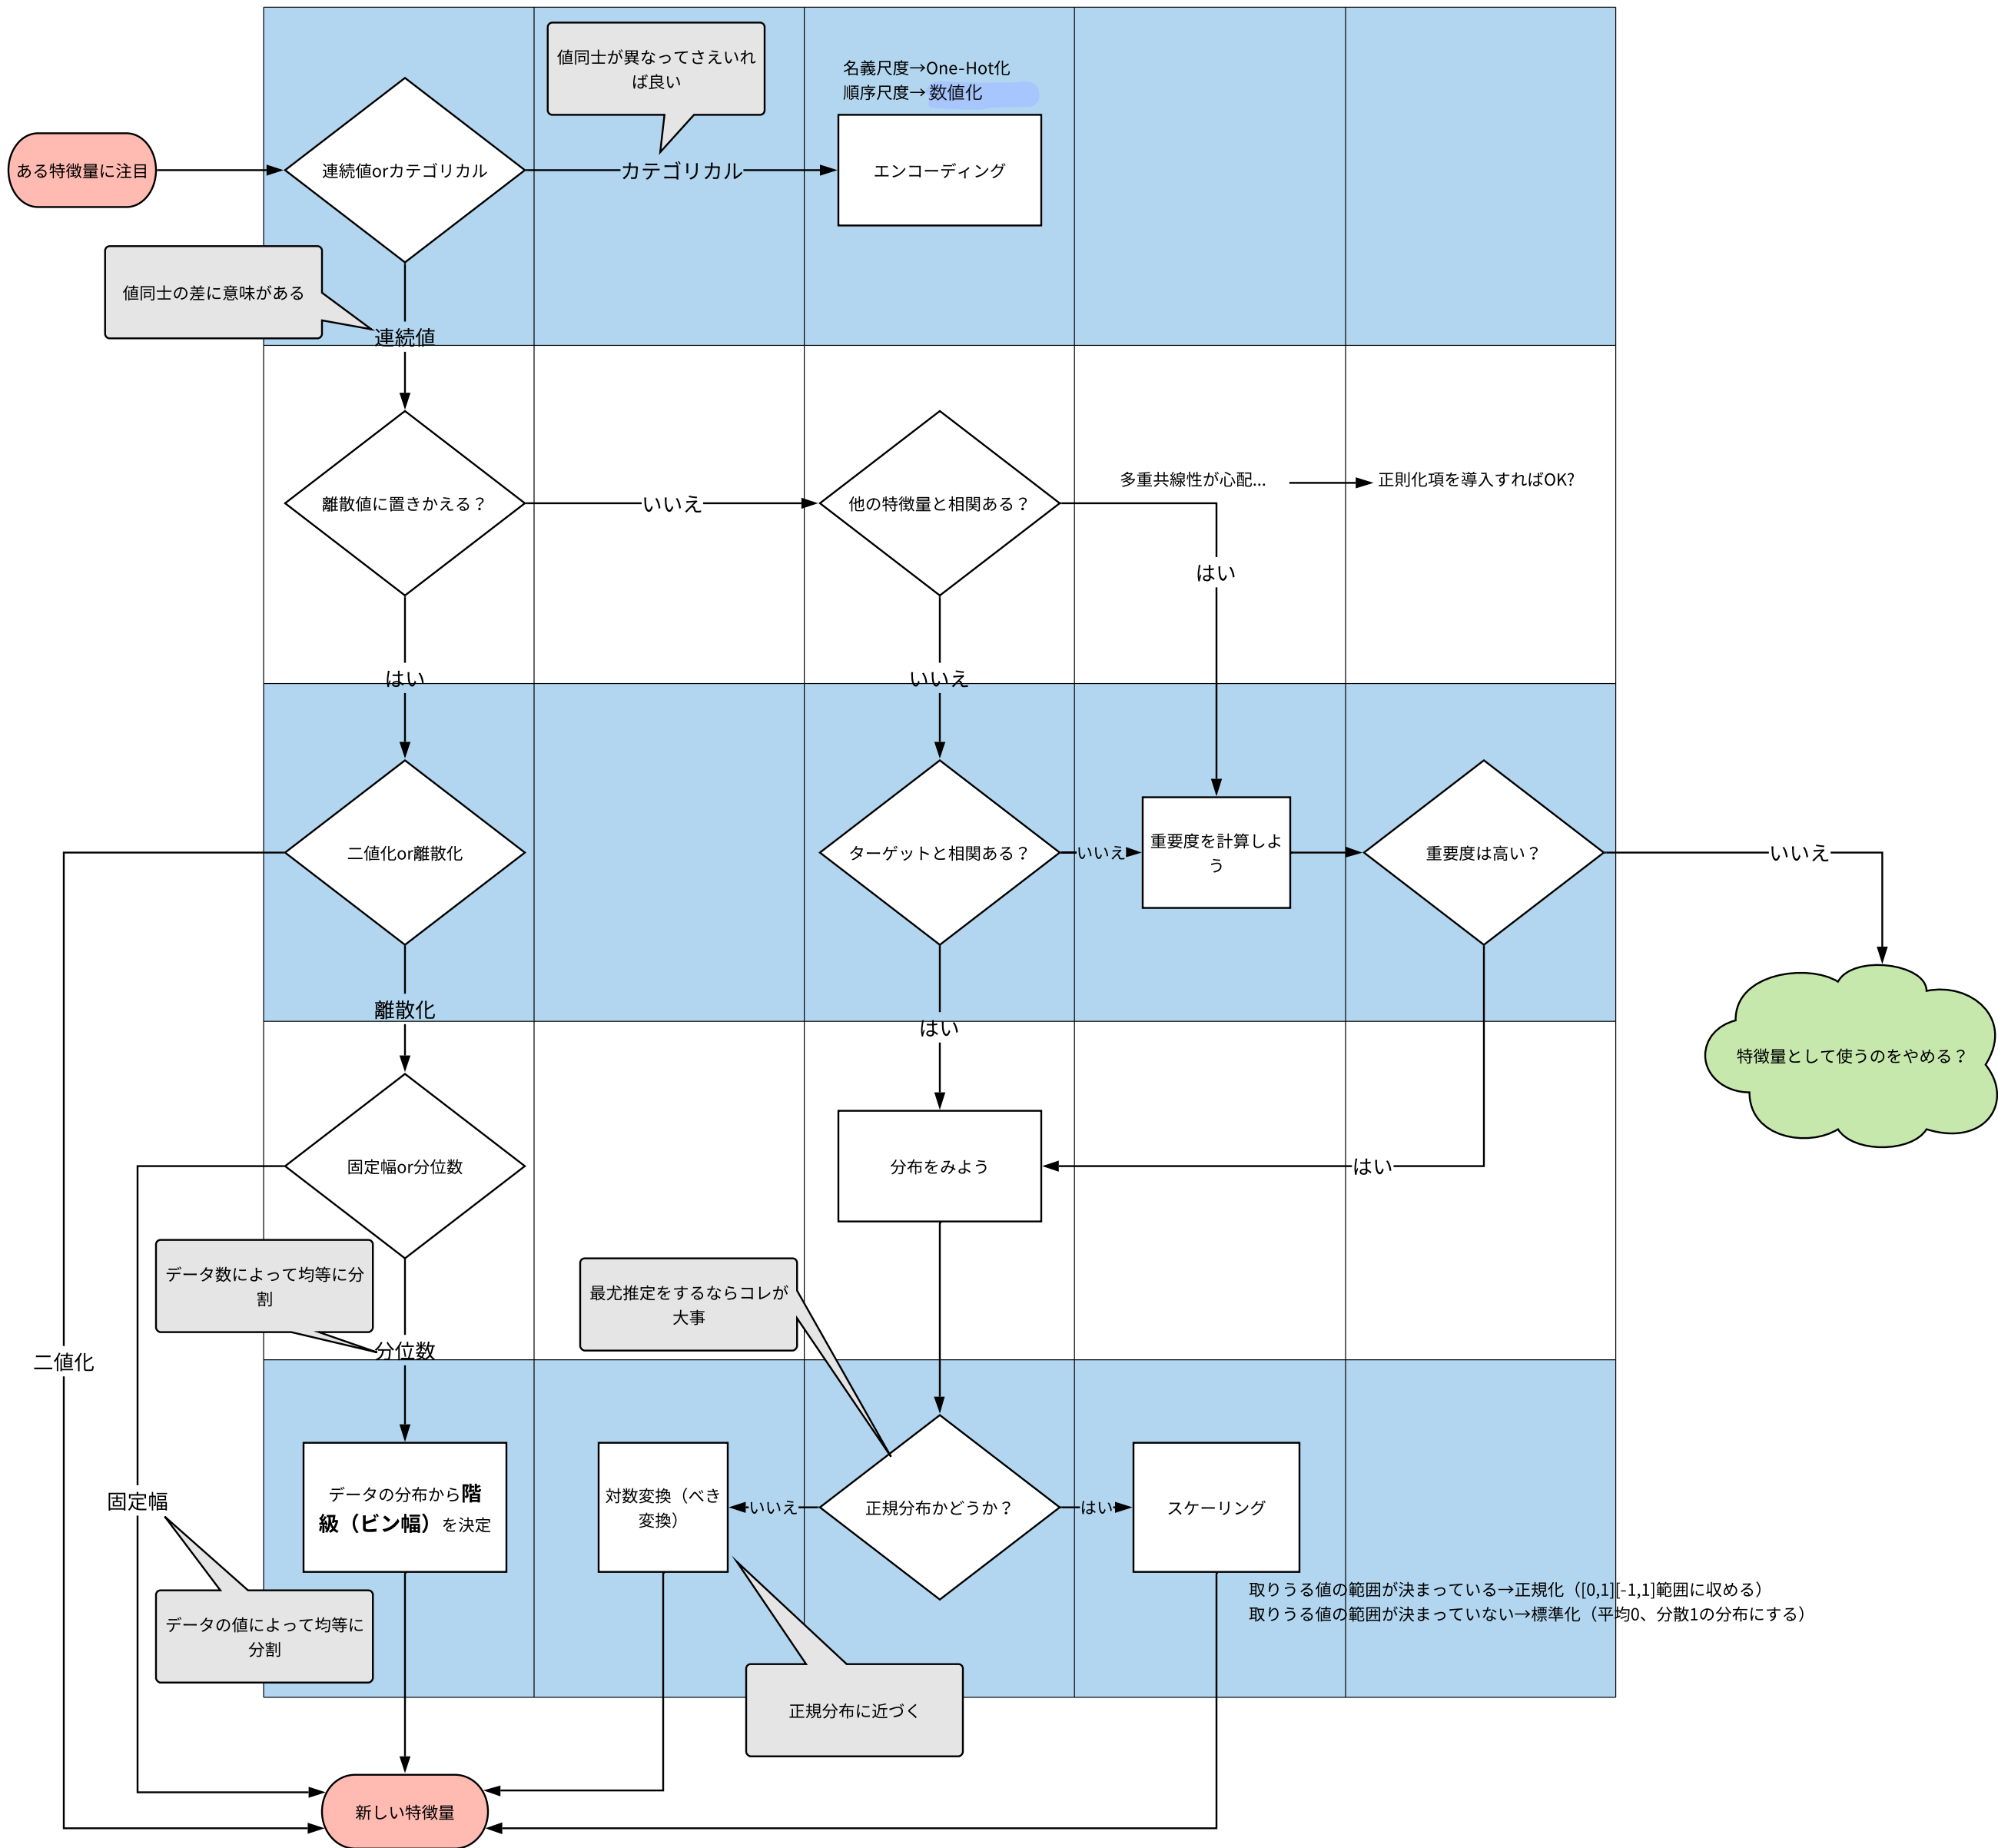 値同士が異なってさえいれ
ば良い
名義尺度→One-Hot化
順序尺度→数値化
ある特徴量に注目
連続値orカテゴリカル
カテゴリカル
エンコーディング
値同士の差に意味がある
連続値
離散値に置きかえる？
いいえ
他の特徴量と相関ある？
多重共線性が心配...
正則化項を導入すればOK?
はい
はい
いいえ
二値化or離散化
ターゲットと相関ある？
いいえ
重要度を計算しよ
う
重要度は高い？
いいえ
離散化
はい
特徴量として使うのをやめる？
固定幅or分位数
分布をみよう
はい
データ数によって均等に分
割
最尤推定をするならコレが
大事
分位数
二値化
固定幅
データの分布から階
級（ビン幅）を決定
対数変換（べき
変換）
いいえ
正規分布かどうか？
はい
スケーリング
取りうる値の範囲が決まっている→正規化（[0,1][-1,1]範囲に収める）
取りうる値の範囲が決まっていない→標準化（平均0、分散1の分布にする）
データの値によって均等に
分割
正規分布に近づく
新しい特徴量